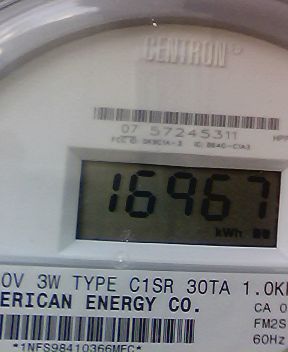 CENTRON
07 57245311
16967
kWh
0V 3W TYPE C1SR 30TA 1.0K
ERICAN ENERGY CO.
CA 0
FM2S
60Hz
*1NFS98410366MFC*